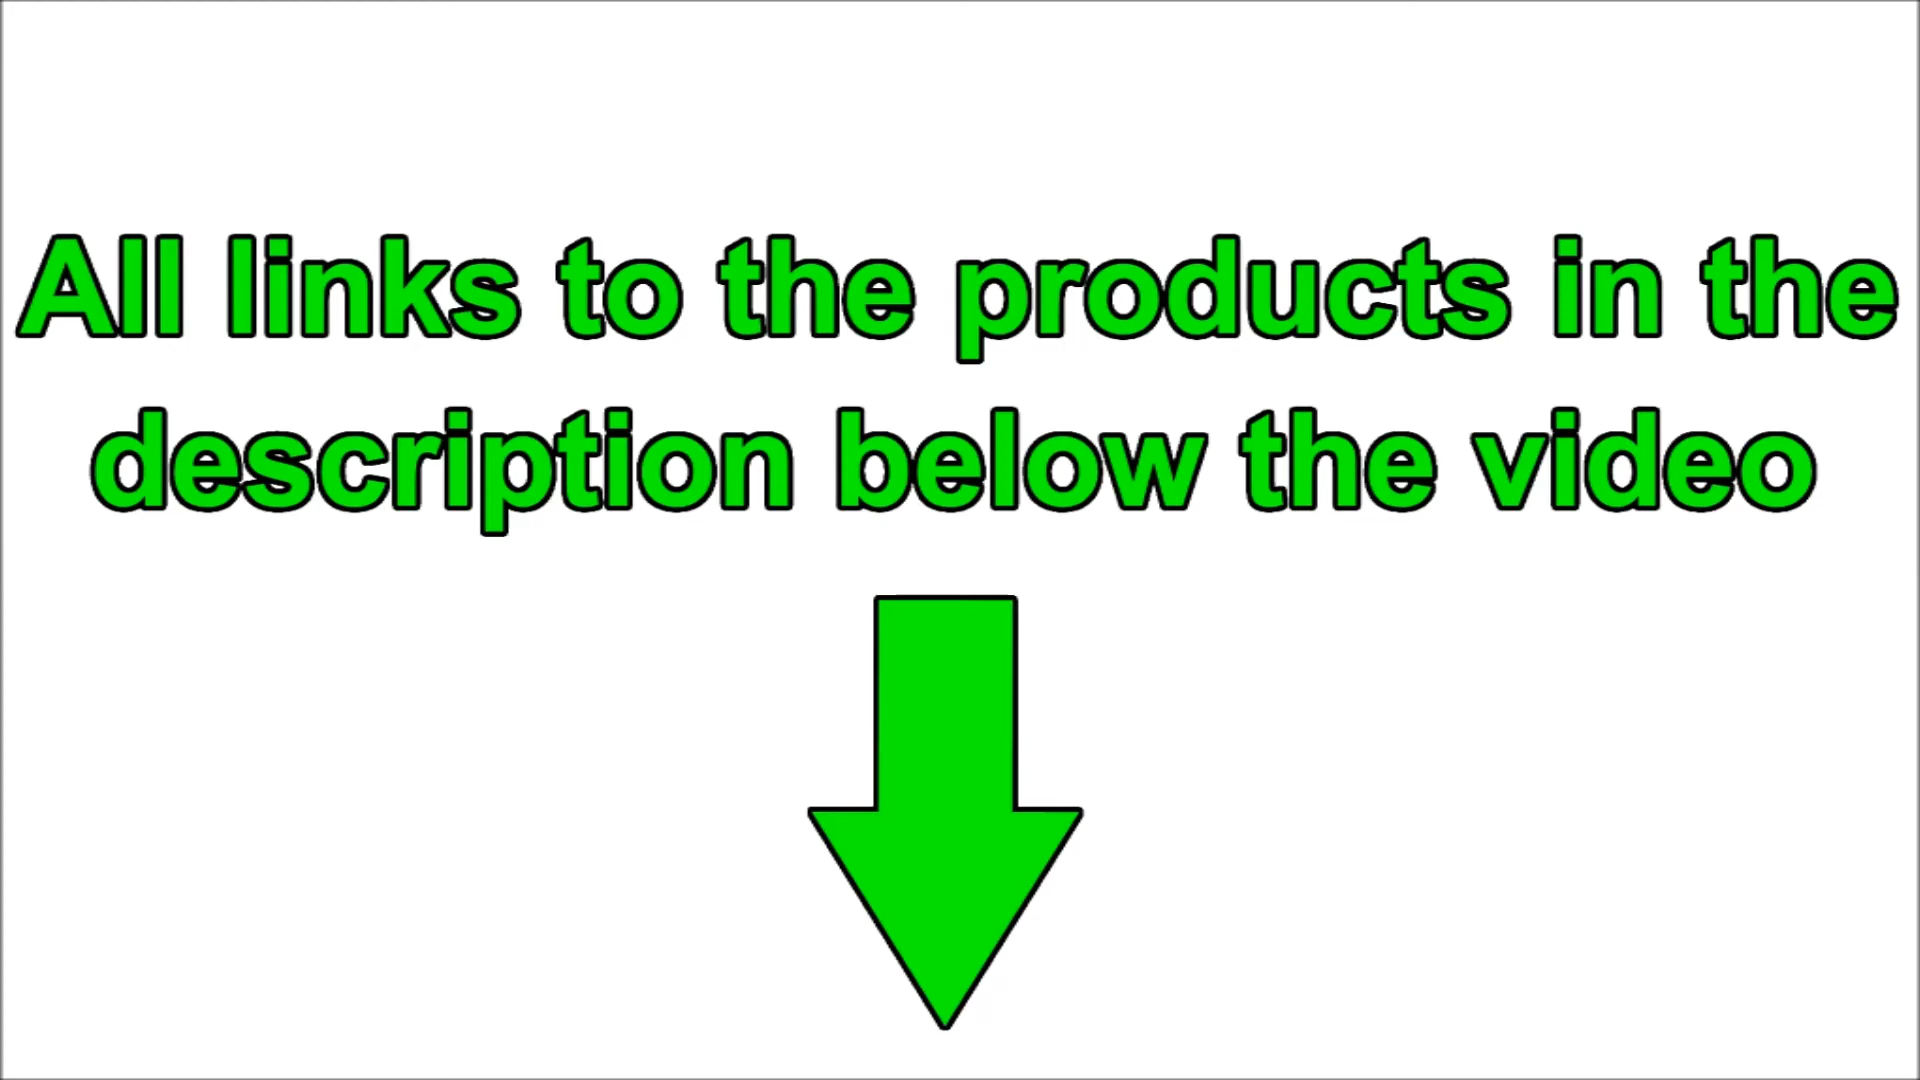 All links to the products in the
description below the video